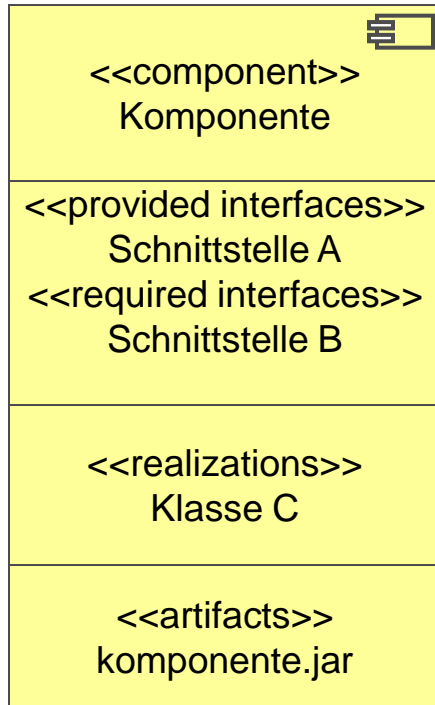 <<component>>
Komponente
<<provided interfaces>>
Schnittstelle A
<<required interfaces>>
Schnittstelle B
<<realizations>>
Klasse C
<<artifacts>>
komponente.jar